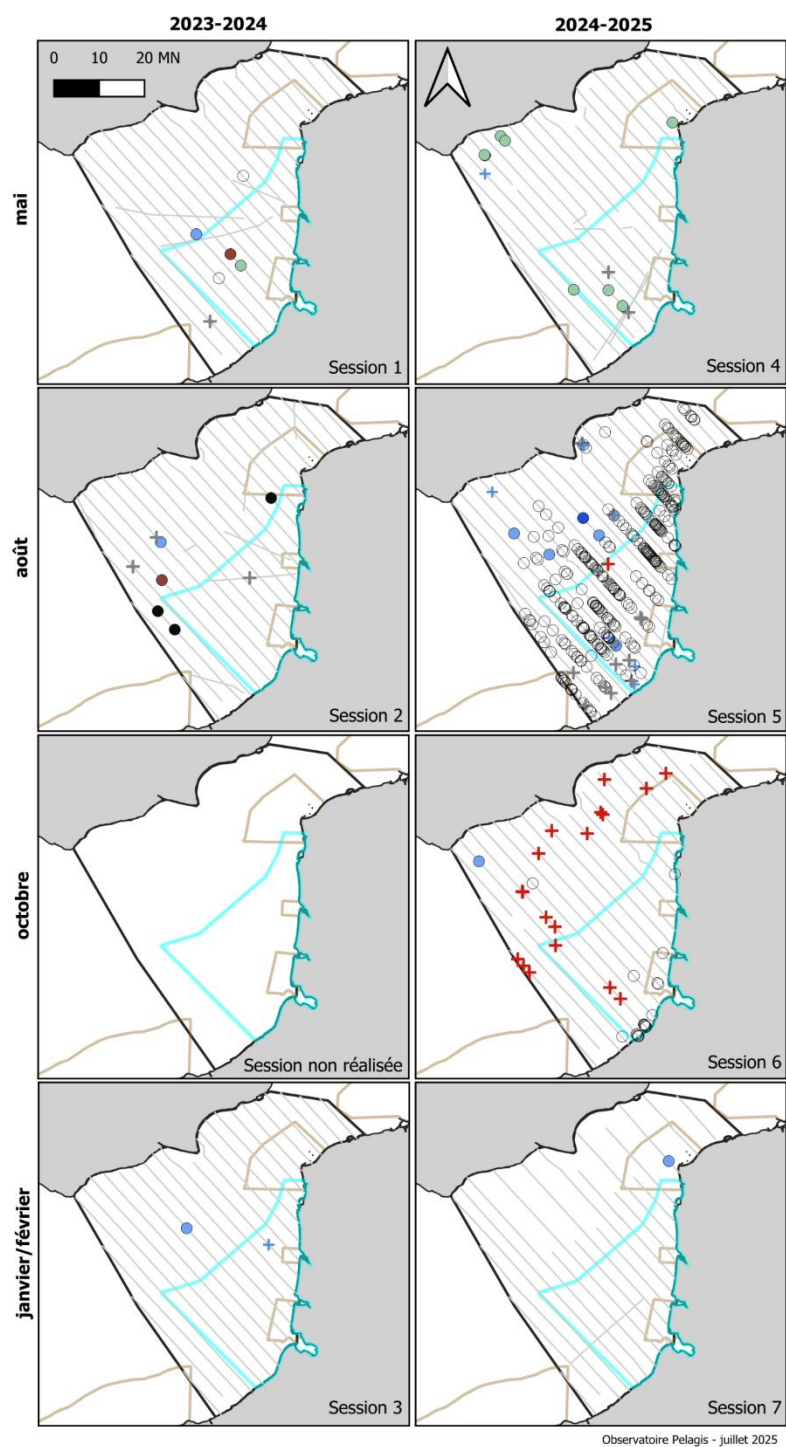 2023-2024
2024-2025
0 10 20 MN
mai
Session 1
Session 4
août
Session 2
Session 5
octobre
Session non réalisée
Session 6
janvier/février
Session 3
Session 7
Observatoire Pelagis - juillet 2025